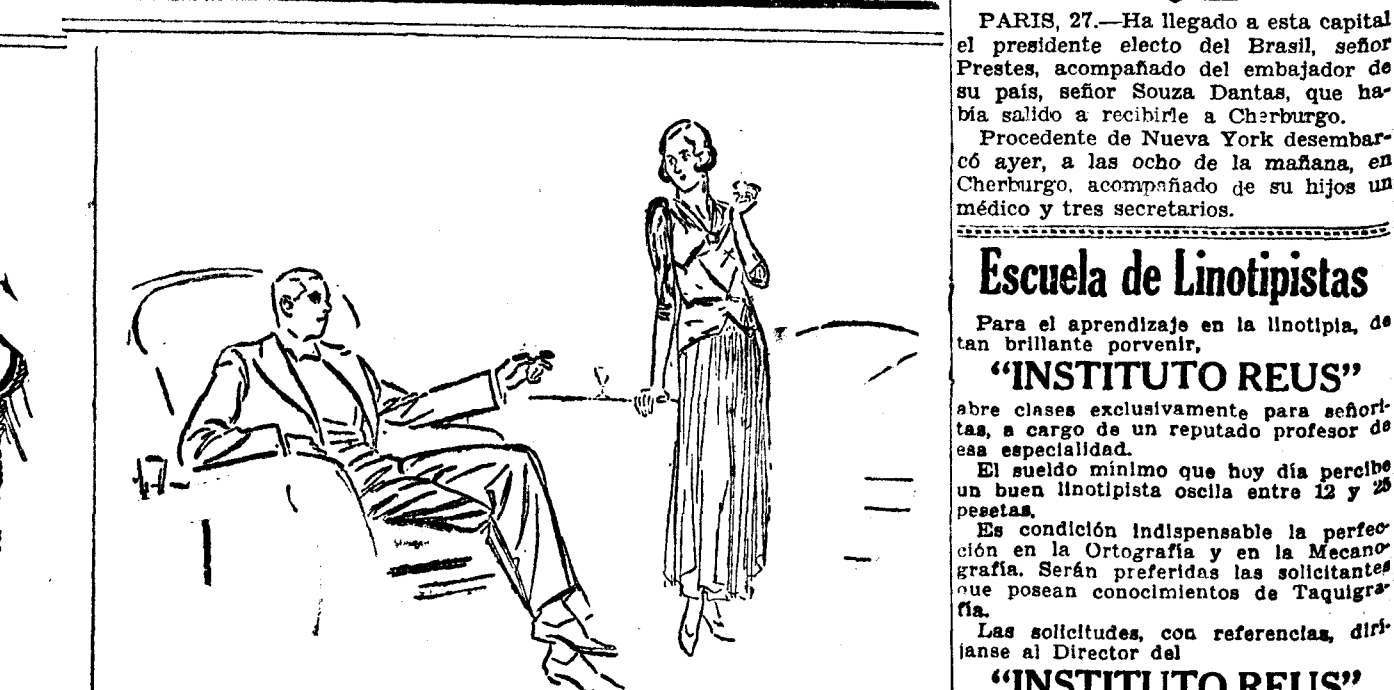 PARIS, 27.—Ha llegado a esta capital
el presidente electo del Brasil, señor
Prestes, acompañado del embajador de
su país, señor Souza Dantas, que ha-
bía salido a recibirle a Cherburgo.
Procedente de Nueva York desembar-
có ayer, a las ocho de la mañana, en
Cherburgo, acompañado de su hijos un
médico y tres secretarios.
Escuela de Linotipistas
Para el aprendizaje en la linotipia, de
tan brillante porvenir,
“INSTITUTO REUS”
abre clases exclusivamente para señori-
tas, a cargo de un reputado profesor de
esa especialidad.
El sueldo mínimo que hoy día percibe
un buen linotipista oscila entre 12 y 25
pesetas.
Es condición indispensable la perfec-
ción en la Ortografía y en la Mecano-
grafía. Serán preferidas las solicitantes
que posean conocimientos de Taquigra-
fía.
Las solicitudes, con referencias, dirí-
janse al Director del
“INSTITUTO REUS”